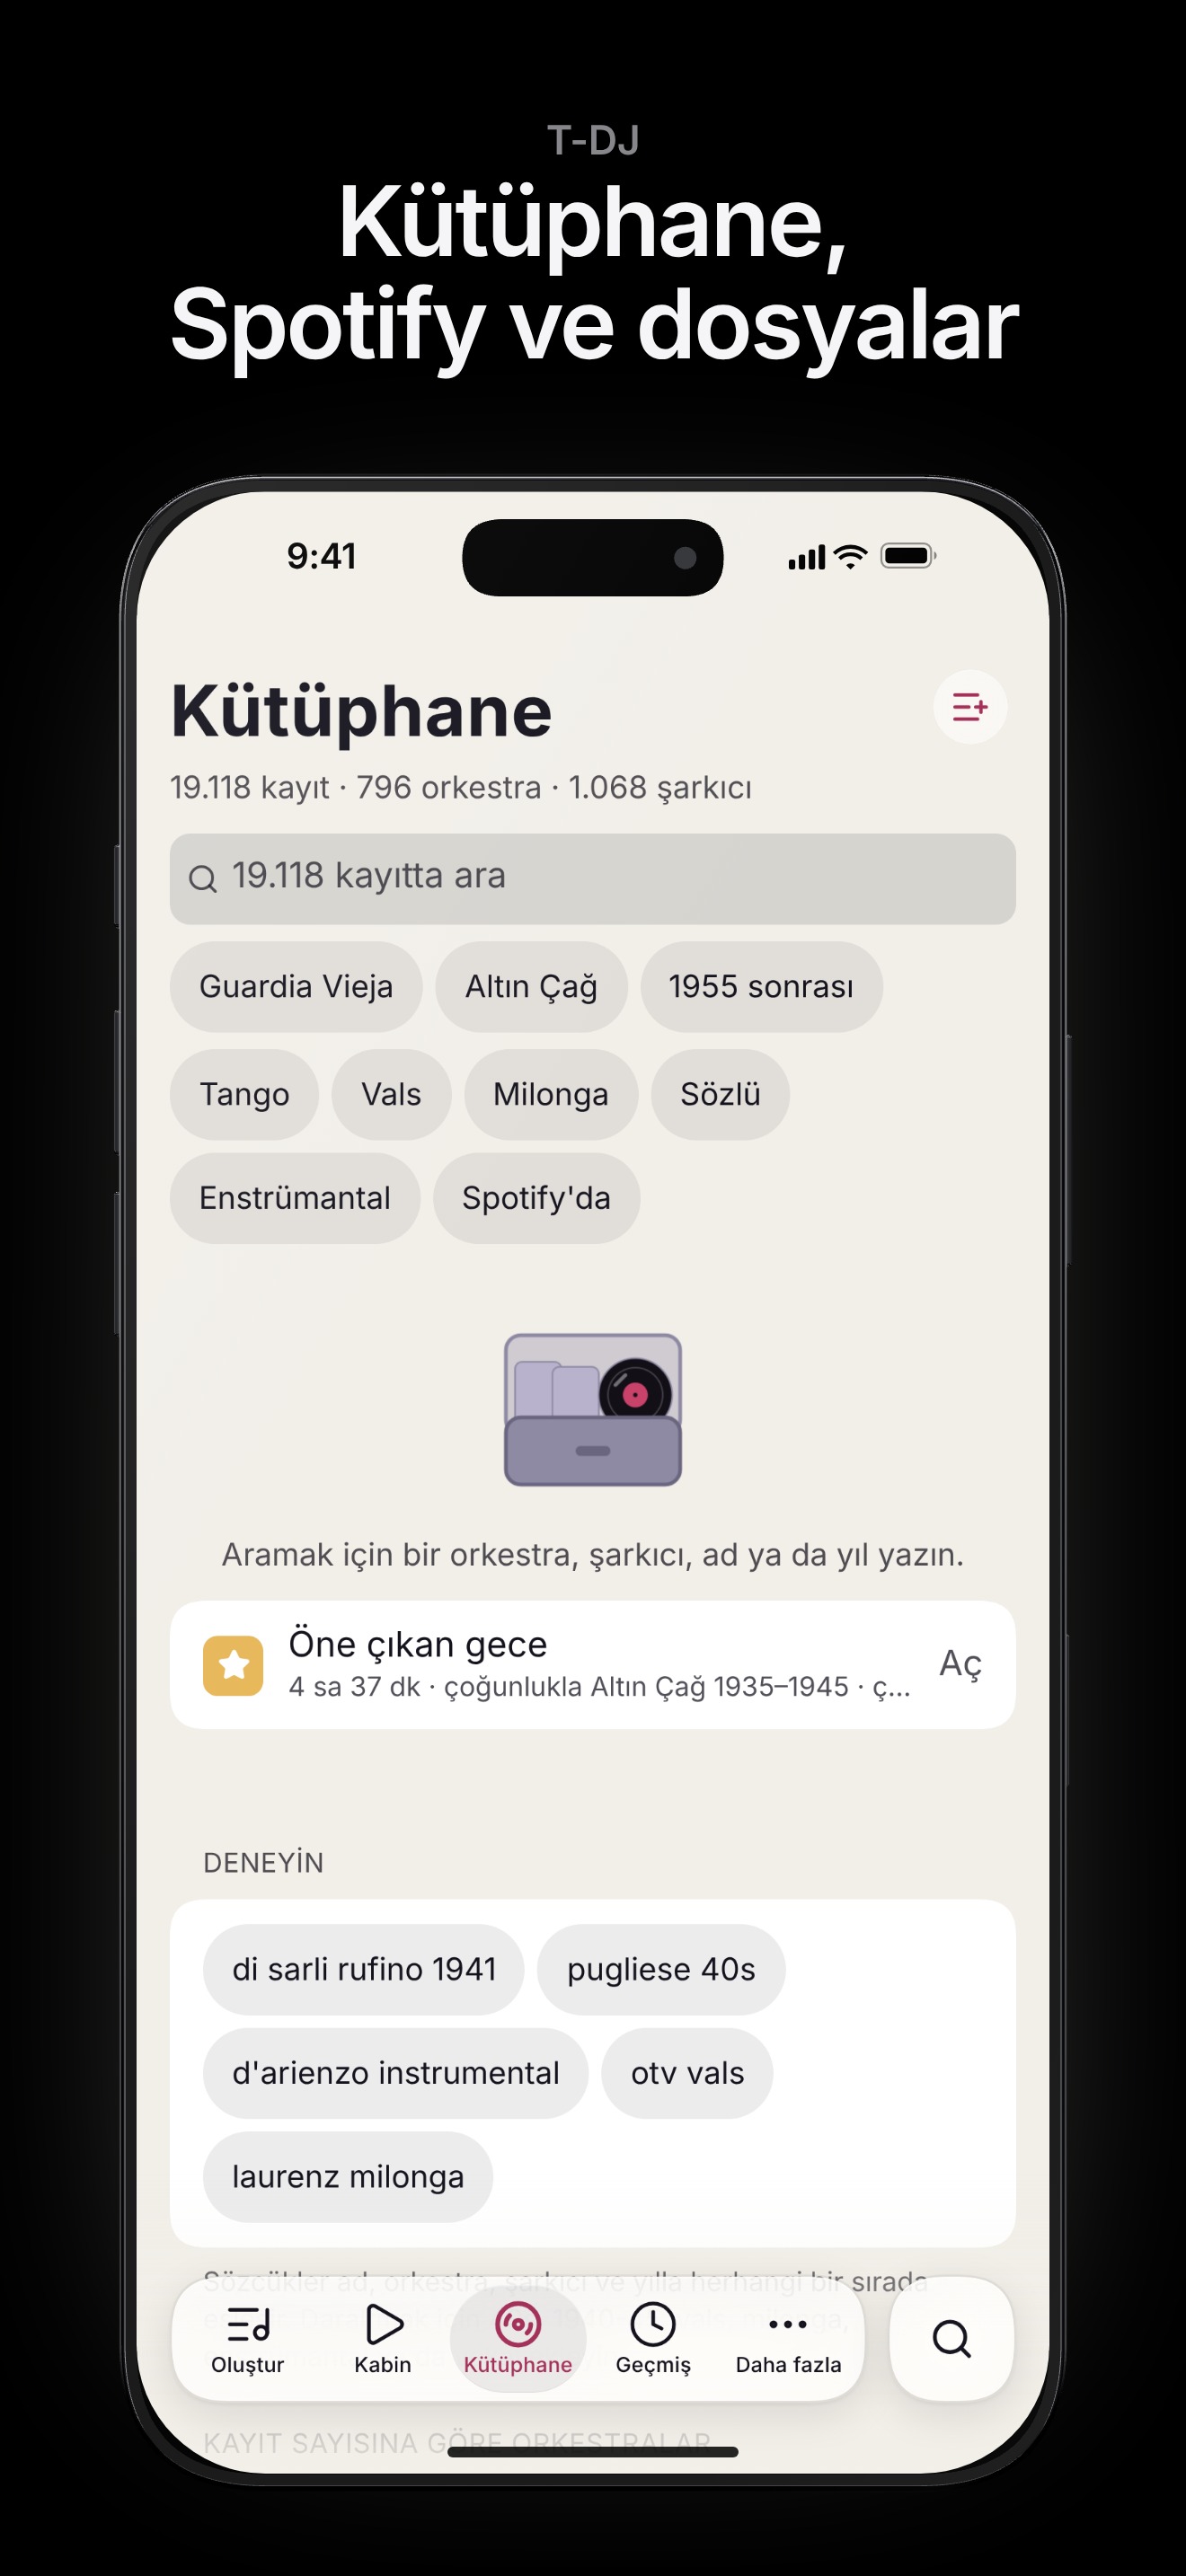 T-DJ
Kütüphane,
Spotify ve dosyalar
9:41
Kütüphane
19.118 kayıt · 796 orkestra · 1.068 şarkıcı
19.118 kayıtta ara
Guardia Vieja Altın Çağ 1955 sonrası
Tango Vals Milonga Sözlü
Enstrümantal Spotify'da
Aramak için bir orkestra, şarkıcı, ad ya da yıl yazın.
Öne çıkan gece
Aç
4 sa 37 dk · çoğunlukla Altın Çağ 1935–1945 · ç...
DENEYİN
di sarli rufino 1941 pugliese 40s
d'arienzo instrumental otv vals
laurenz milonga
Sözcükler ad, orkestra, şarkıcı ve yılla herhangi bir sırada
Oluştur Kabin Kütüphane Geçmiş Daha fazla
KAYIT SAYISINA GÖRE ORKESTRALAR